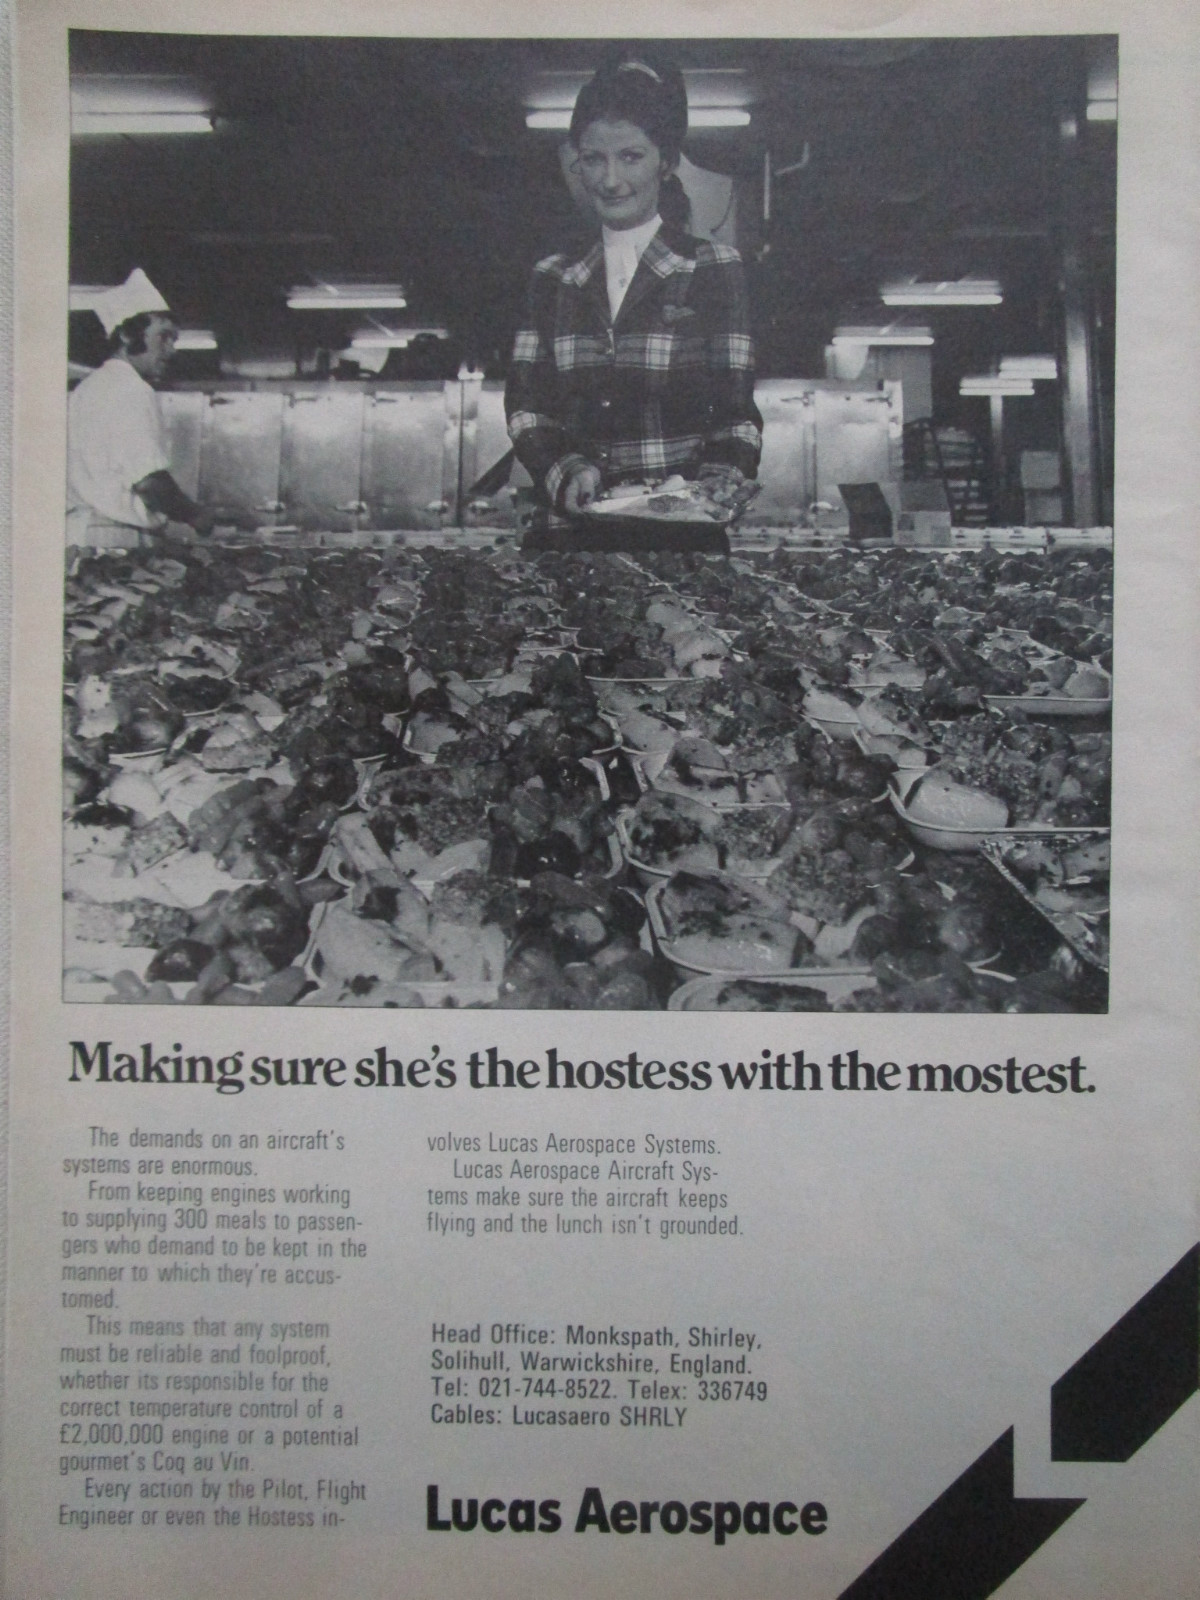 Making sure she's the hostess with the mostest.
The demands on an aircraft's
systems are enormous.
From keeping engines working
to supplying 300 meals to passen-
gers who demand to be kept in the
manner to which they're accus-
tomed.
This means that any system
must be reliable and foolproof,
whether its responsible for the
correct temperature control of a
£2,000,000 engine or a potential
gourmet's Coq au Vin.
Every action by the Pilot, Flight
Engineer or even the Hostess in-
volves Lucas Aerospace Systems.
Lucas Aerospace Aircraft Sys-
tems make sure the aircraft keeps
flying and the lunch isn't grounded.
Head Office: Monkspath, Shirley,
Solihull, Warwickshire, England.
Tel: 021-744-8522. Telex: 336749
Cables: Lucasaero SHRLY
Lucas Aerospace